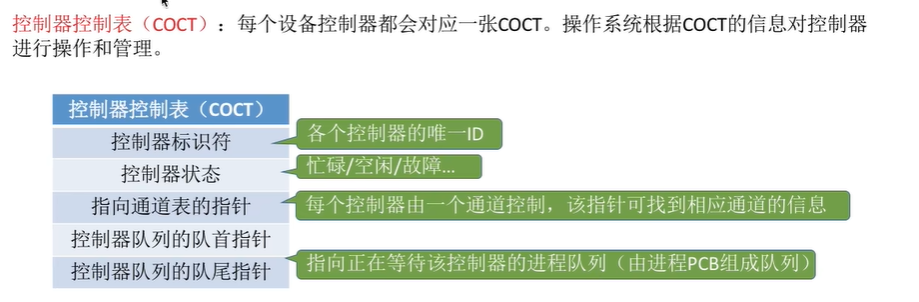 控制器控制表（COCT）：每个设备控制器都会对应一张COCT。操作系统根据COCT的信息对控制器
进行操作和管理。
控制器控制表（COCT）
控制器标识符
各个控制器的唯一ID
控制器状态
忙碌/空闲/故障...
指向通道表的指针
每个控制器由一个通道控制，该指针可找到相应通道的信息
控制器队列的队首指针
控制器队列的队尾指针
指向正在等待该控制器的进程队列（由进程PCB组成队列）